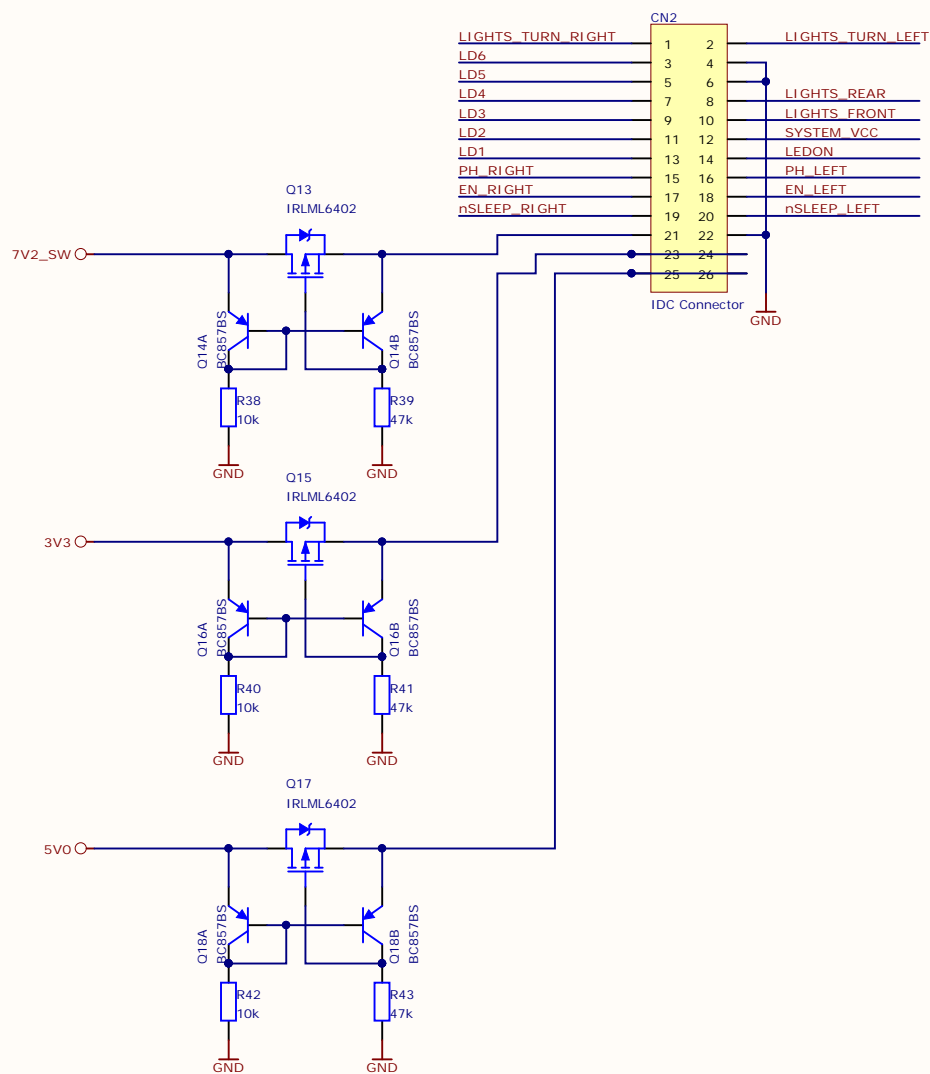 CN2
LIGHTS_TURN_RIGHT 1 2 LIGHTS_TURN_LEFT
LD6 3 4
LD5 5 6
LD4 7 8 LIGHTS_REAR
LD3 9 10 LIGHTS_FRONT
LD2 11 12 SYSTEM_VCC
LD1 13 14 LEDON
PH_RIGHT 15 16 PH_LEFT
EN_RIGHT 17 18 EN_LEFT
nSLEEP_RIGHT 19 20 nSLEEP_LEFT
21 22
23 24
25 26
IDC Connector
GND
Q13
IRLML6402
7V2_SW
Q14A
BC857BS
Q14B
BC857BS
R38
10k
R39
47k
GND
GND
Q15
IRLML6402
3V3
Q16A
BC857BS
Q16B
BC857BS
R40
10k
R41
47k
GND
GND
Q17
IRLML6402
5V0
Q18A
BC857BS
Q18B
BC857BS
R42
10k
R43
47k
GND
GND